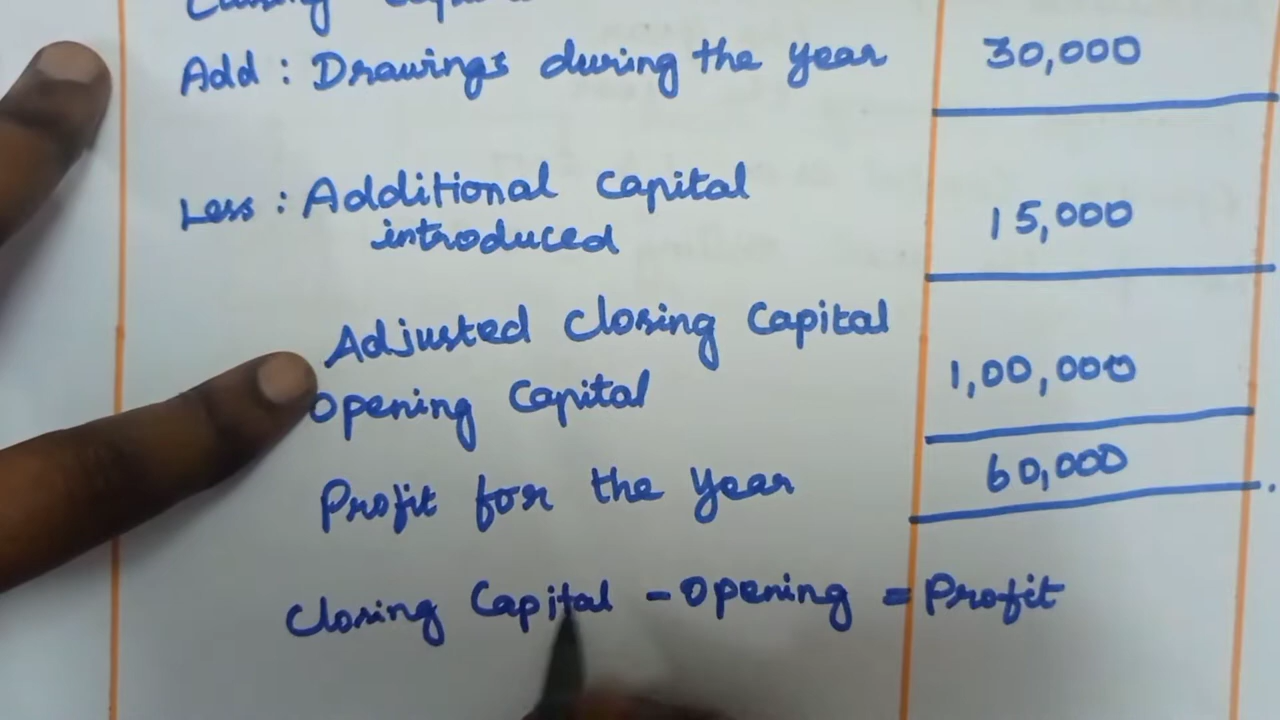 Closing
Add : Drawings during the year 30,000
Less : Additional capital
introduced 15,000
Adjusted closing capital
Opening Capital 1,00,000
Profit for the year 60,000
Closing Capital - Opening = Profit